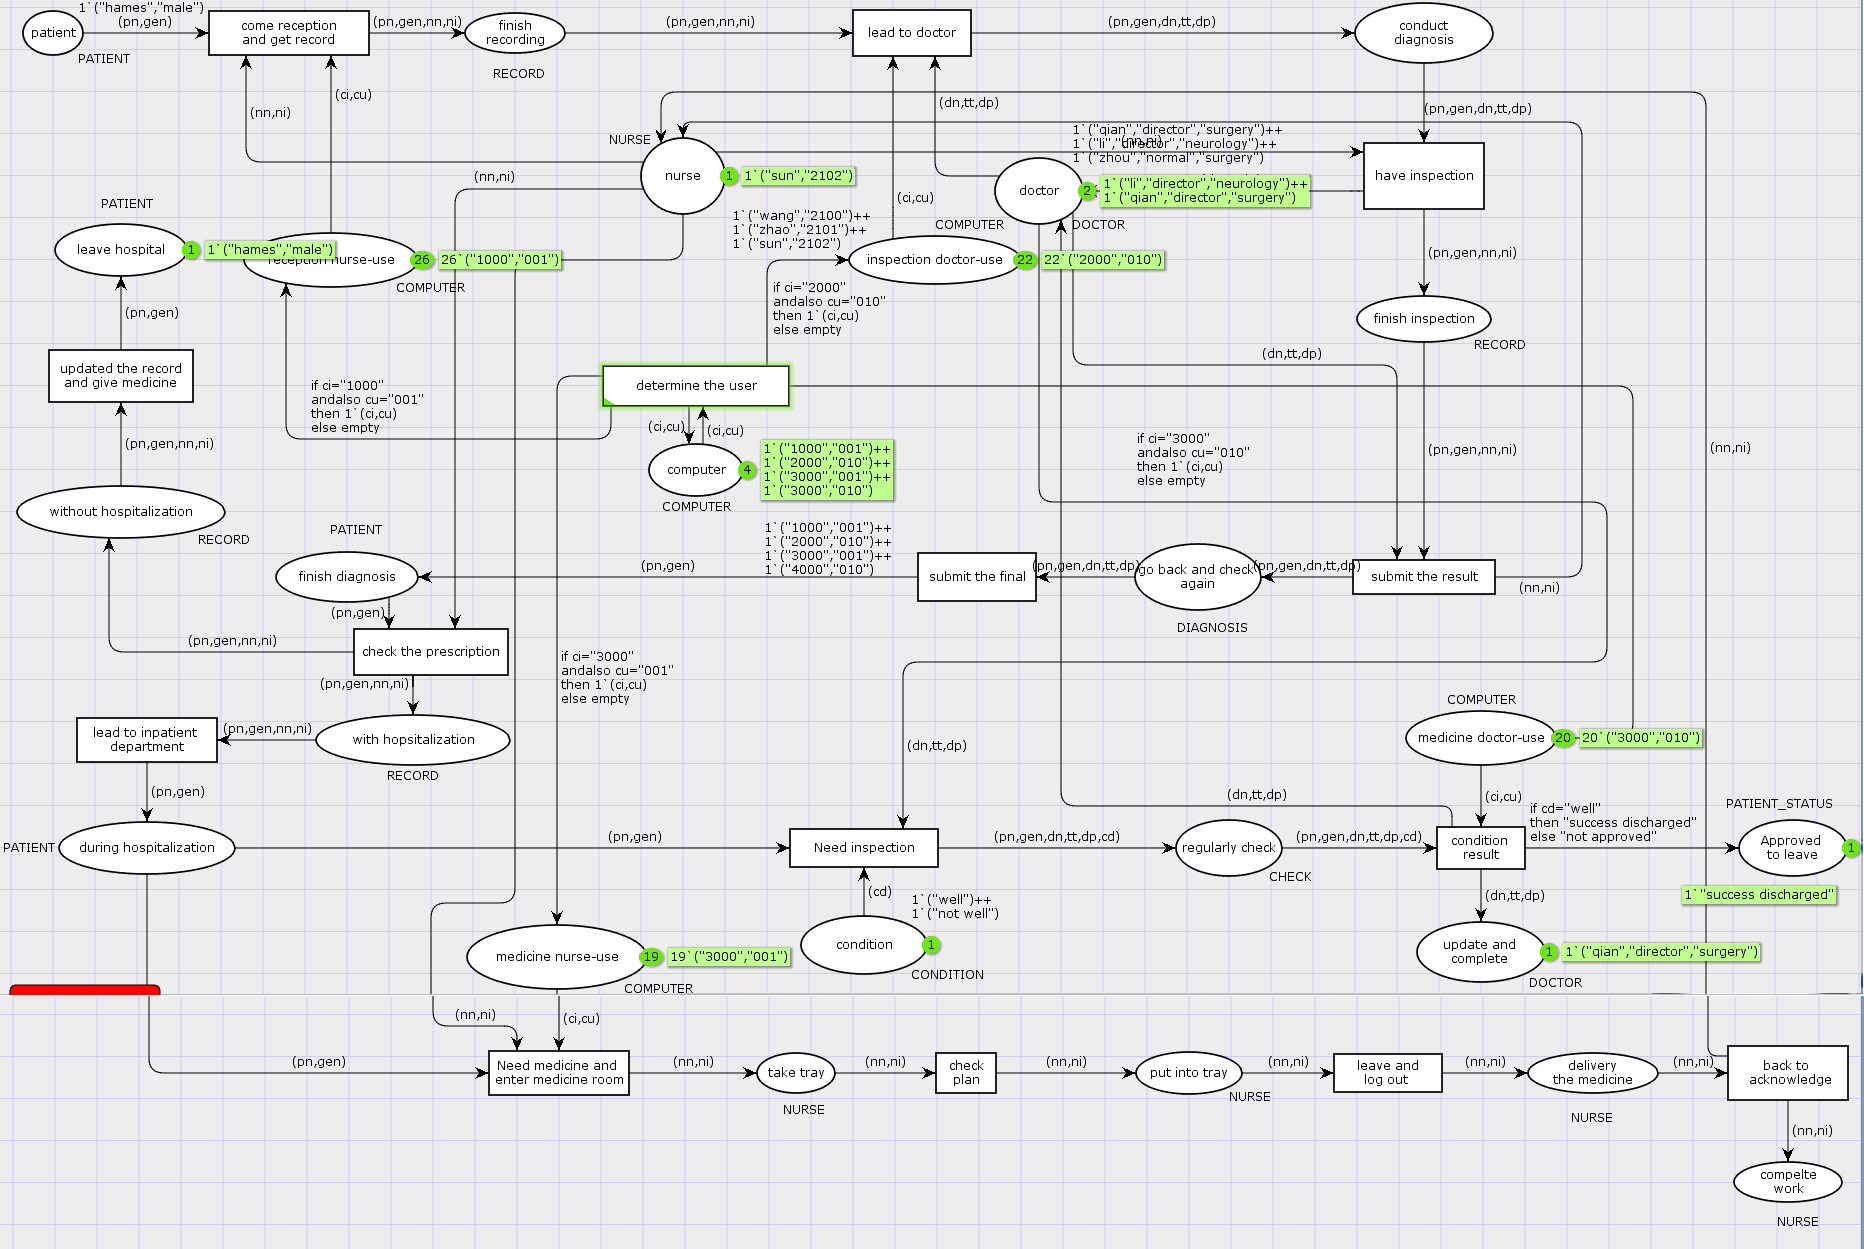 1`("hames","male")
(pn,gen)
patient
PATIENT
come reception
and get record
(pn,gen,nn,ni)
finish
recording
RECORD
(pn,gen,nn,ni)
lead to doctor
(pn,gen,dn,tt,dp)
conduct
diagnosis
(nn,ni)
(ci,cu)
(dn,tt,dp)
(pn,gen,dn,tt,dp)
NURSE
nurse
1
1`("sun","2102")
1`("wang","2100")++
1`("zhao","2101")++
1`("sun","2102")
1`("qian","director","surgery")++
1`("li","director","neurology")++
1`("zhou","normal","surgery")
(nn,ni)
doctor
2
1`("li","director","neurology")++
1`("qian","director","surgery")
DOCTOR
have inspection
(nn,ni)
(ci,cu)
PATIENT
leave hospital
1
1`("hames","male")
reception nurse-use
26
26`("1000","001")
COMPUTER
COMPUTER
inspection doctor-use
22
22`("2000","010")
(pn,gen,nn,ni)
finish inspection
RECORD
(pn,gen)
if ci="2000"
andalso cu="010"
then 1`(ci,cu)
else empty
(dn,tt,dp)
updated the record
and give medicine
if ci="1000"
andalso cu="001"
then 1`(ci,cu)
else empty
determine the user
(ci,cu)
(ci,cu)
computer
4
1`("1000","001")++
1`("2000","010")++
1`("3000","001")++
1`("3000","010")
COMPUTER
1`("1000","001")++
1`("2000","010")++
1`("3000","001")++
1`("4000","010")
if ci="3000"
andalso cu="010"
then 1`(ci,cu)
else empty
(pn,gen,nn,ni)
(nn,ni)
(pn,gen,nn,ni)
without hospitalization
RECORD
PATIENT
finish diagnosis
(pn,gen)
submit the final
(pn,gen,dn,tt,dp)
go back and check
again
(pn,gen,dn,tt,dp)
submit the result
(nn,ni)
DIAGNOSIS
(pn,gen)
(pn,gen,nn,ni)
check the prescription
(pn,gen,nn,ni)
if ci="3000"
andalso cu="001"
then 1`(ci,cu)
else empty
lead to inpatient
department
(pn,gen,nn,ni)
with hopsitalization
RECORD
(pn,gen)
(dn,tt,dp)
COMPUTER
medicine doctor-use
20
20`("3000","010")
(dn,tt,dp)
(ci,cu)
if cd="well"
then "success discharged"
else "not approved"
PATIENT_STATUS
PATIENT
during hospitalization
(pn,gen)
Need inspection
(pn,gen,dn,tt,dp,cd)
regularly check
CHECK
(pn,gen,dn,tt,dp,cd)
condition
result
Approved
to leave
1
1`"success discharged"
(cd)
1`("well")++
1`("not well")
condition
1
CONDITION
(dn,tt,dp)
update and
complete
1
1`("qian","director","surgery")
DOCTOR
medicine nurse-use
19
19`("3000","001")
COMPUTER
(nn,ni)
(ci,cu)
(pn,gen)
Need medicine and
enter medicine room
(nn,ni)
take tray
NURSE
(nn,ni)
check
plan
(nn,ni)
put into tray
NURSE
(nn,ni)
leave and
log out
(nn,ni)
delivery
the medicine
NURSE
(nn,ni)
back to
acknowledge
(nn,ni)
compelte
work
NURSE